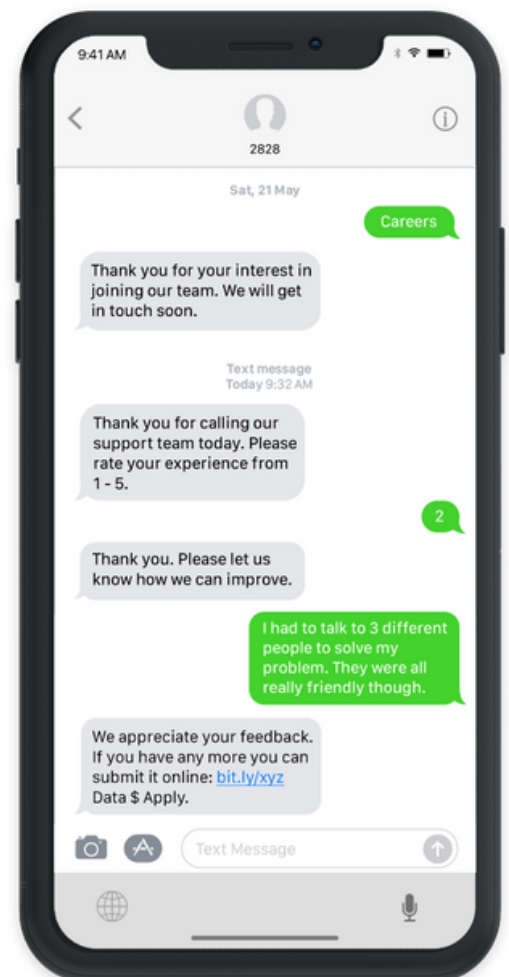 9:41 AM
2828
Sat, 21 May
Careers
Thank you for your interest in
joining our team. We will get
in touch soon.
Text message
Today 9:32 AM
Thank you for calling our
support team today. Please
rate your experience from
1 - 5.
2
Thank you. Please let us
know how we can improve.
I had to talk to 3 different
people to solve my
problem. They were all
really friendly though.
We appreciate your feedback.
If you have any more you can
submit it online: bit.ly/xyz
Data $ Apply.
Text Message